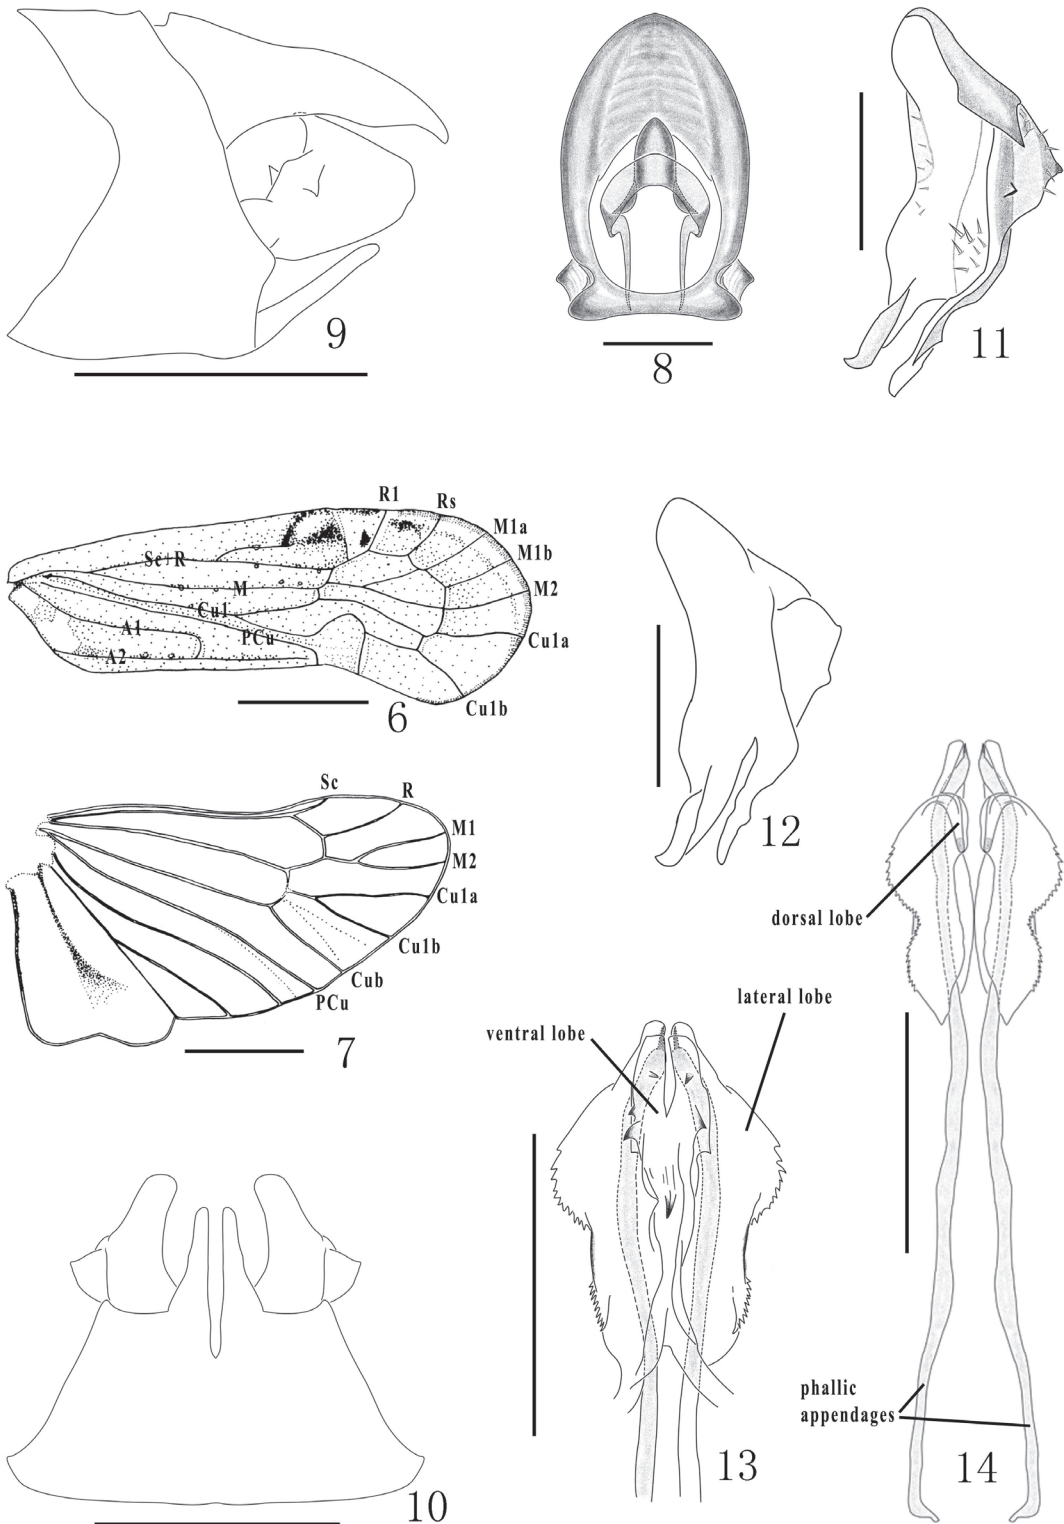 9
8
11
R1
Rs
M1a
M1b
M2
Sc+R
M
Cu1
A1
PCu
A2
Cu1a
Cu1b
6
12
Sc
R
M1
M2
Cu1a
Cu1b
Cub
PCu
7
dorsal lobe
lateral lobe
ventral lobe
phallic
appendages
13
14
10